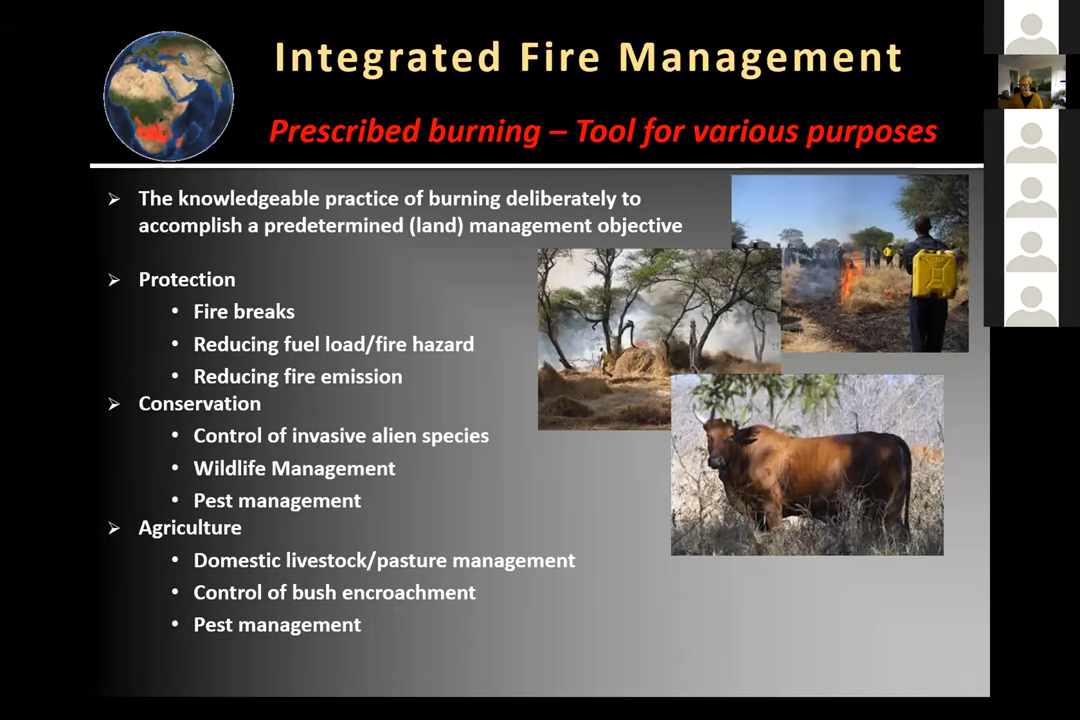 Integrated Fire Management
Prescribed burning – Tool for various purposes
➢ The knowledgeable practice of burning deliberately to
accomplish a predetermined (land) management objective
➢ Protection
• Fire breaks
• Reducing fuel load/fire hazard
• Reducing fire emission
➢ Conservation
• Control of invasive alien species
• Wildlife Management
• Pest management
➢ Agriculture
• Domestic livestock/pasture management
• Control of bush encroachment
• Pest management